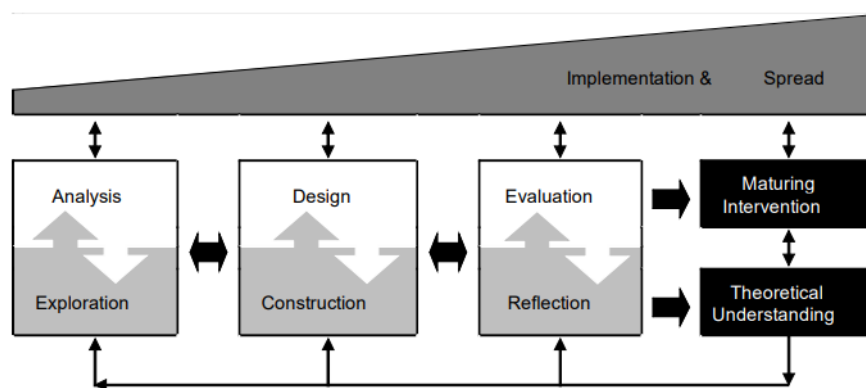 Implementation & Spread
Analysis
Exploration
Design
Construction
Evaluation
Reflection
Maturing
Intervention
Theoretical
Understanding